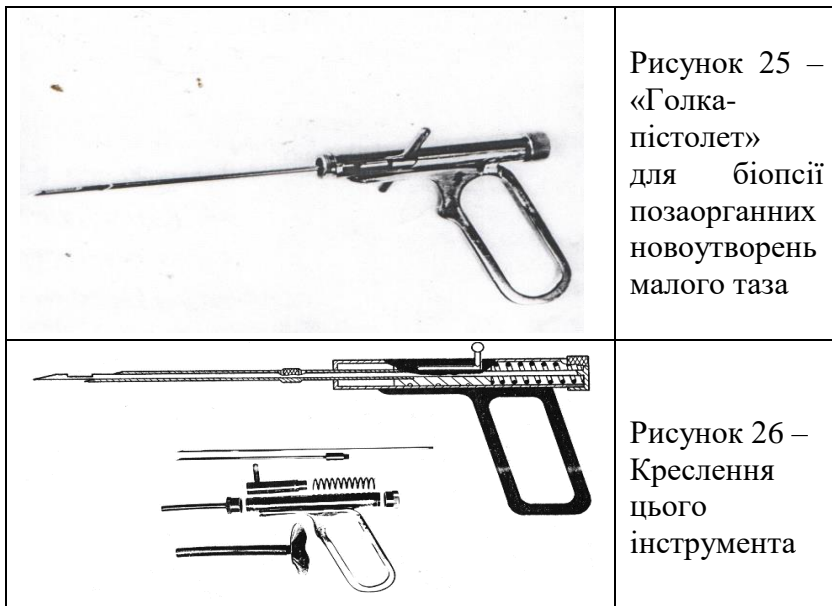 Рисунок 25 –
«Голка-
пістолет»
для біопсії
позаорганних
новоутворень
малого таза
Рисунок 26 –
Креслення
цього
інструмента